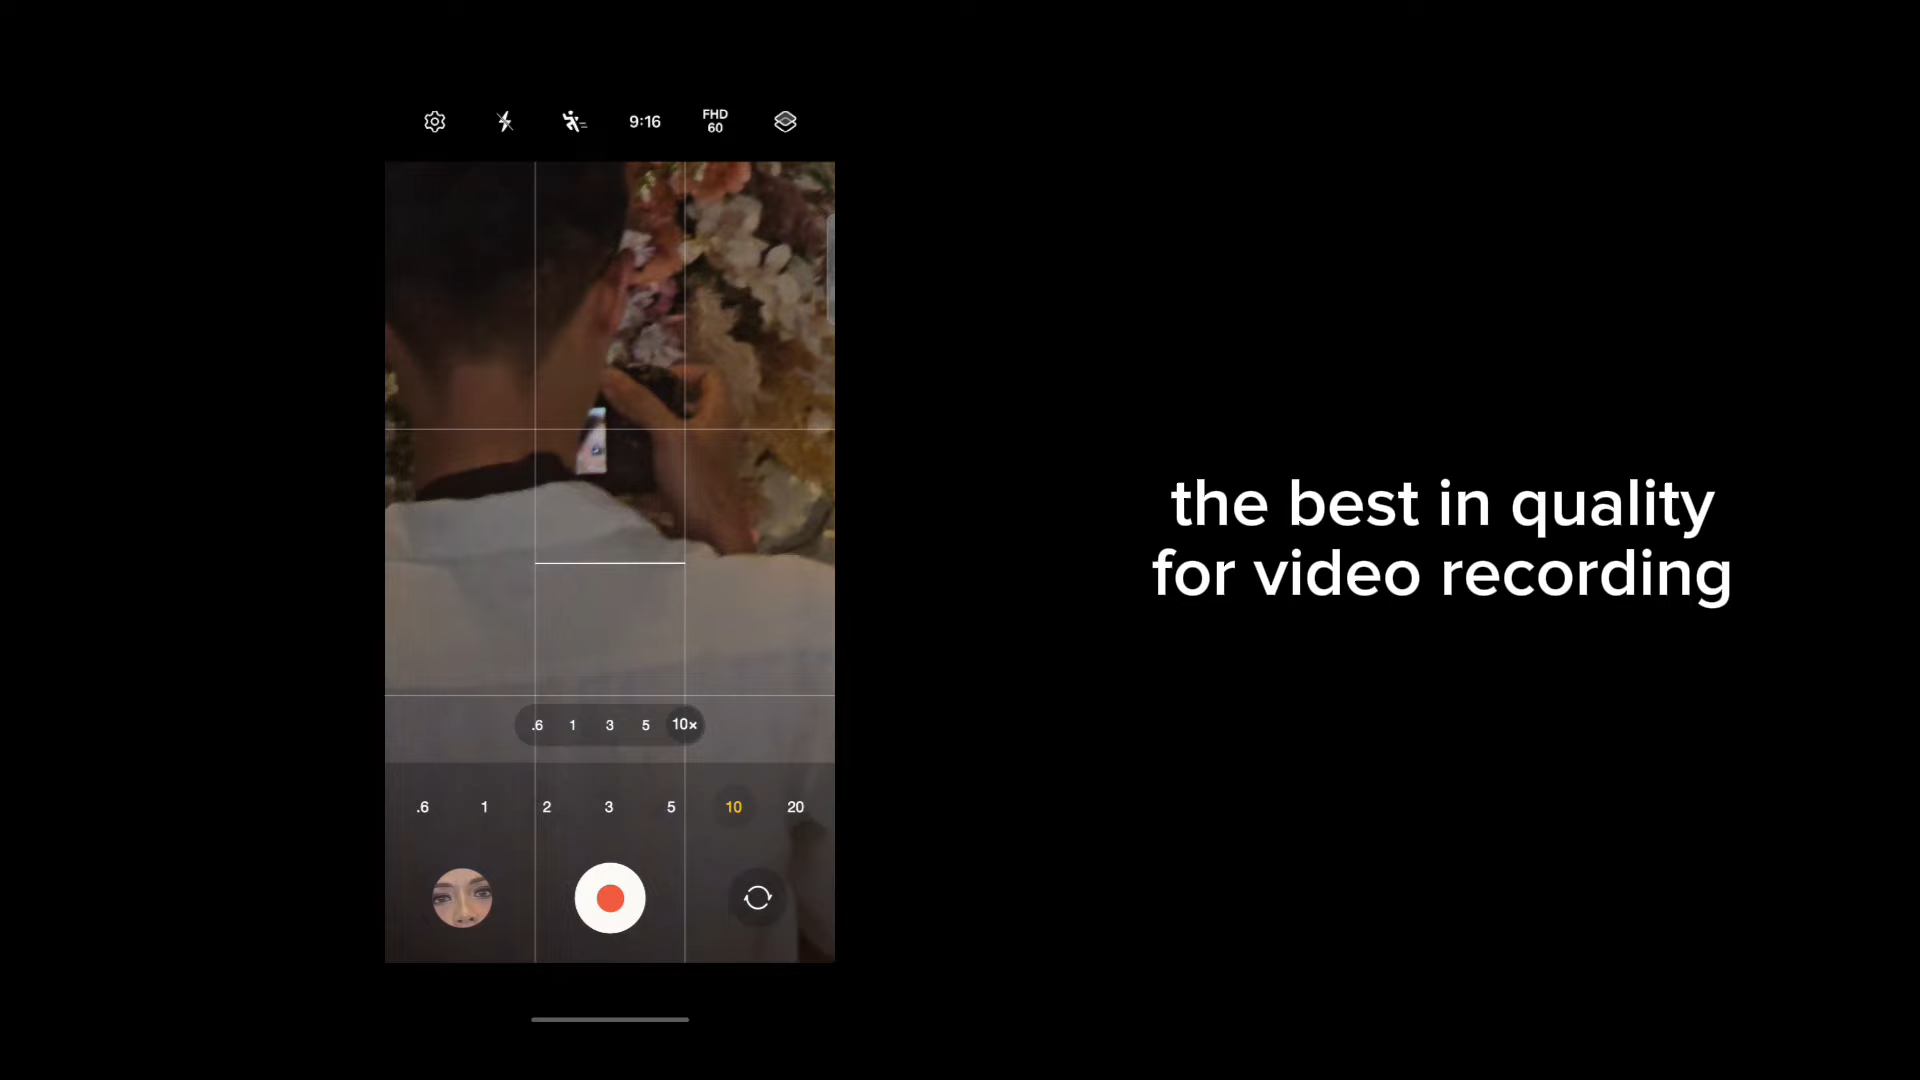 9:16
FHD
60
.6 1 3 5 10×
.6 1 2 3 5 10 20
the best in quality
for video recording